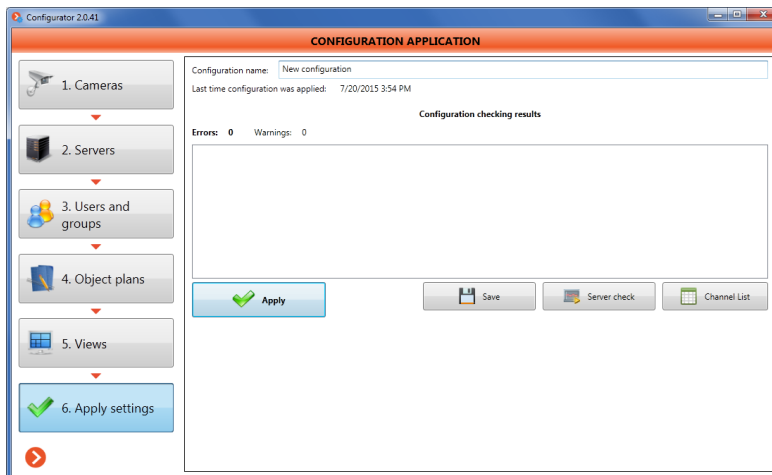 Configurator 2.0.41
CONFIGURATION APPLICATION
1. Cameras
2. Servers
3. Users and
groups
4. Object plans
5. Views
6. Apply settings
Configuration name: New configuration
Last time configuration was applied: 7/20/2015 3:54 PM
Configuration checking results
Errors: 0 Warnings: 0
Apply
Save
Server check
Channel List